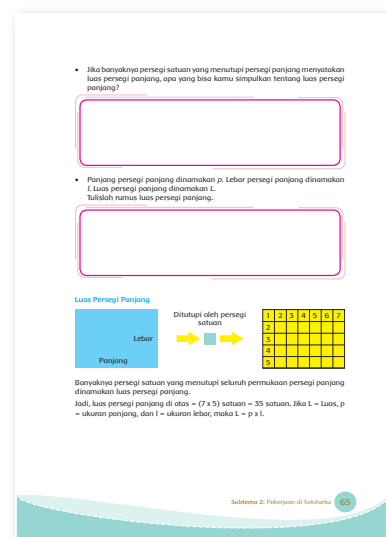 • Jika banyaknya persegi satuan yang menutupi persegi panjang menyatakan
luas persegi panjang, apa yang bisa kamu simpulkan tentang luas persegi
panjang?
• Panjang persegi panjang dinamakan p. Lebar persegi panjang dinamakan
l. Luas persegi panjang dinamakan L.
Tulislah rumus luas persegi panjang.
Luas Persegi Panjang
Lebar
Panjang
Ditutupi oleh persegi
satuan
1 2 3 4 5 6 7
2
3
4
5
Banyaknya persegi satuan yang menutupi seluruh permukaan persegi panjang
dinamakan luas persegi panjang.
Jadi, luas persegi panjang di atas = (7 x 5) satuan = 35 satuan. Jika L = Luas, p
= ukuran panjang, dan l = ukuran lebar, maka L = p x l.
Subtema 2: Pekerjaan di Sekitarku 65